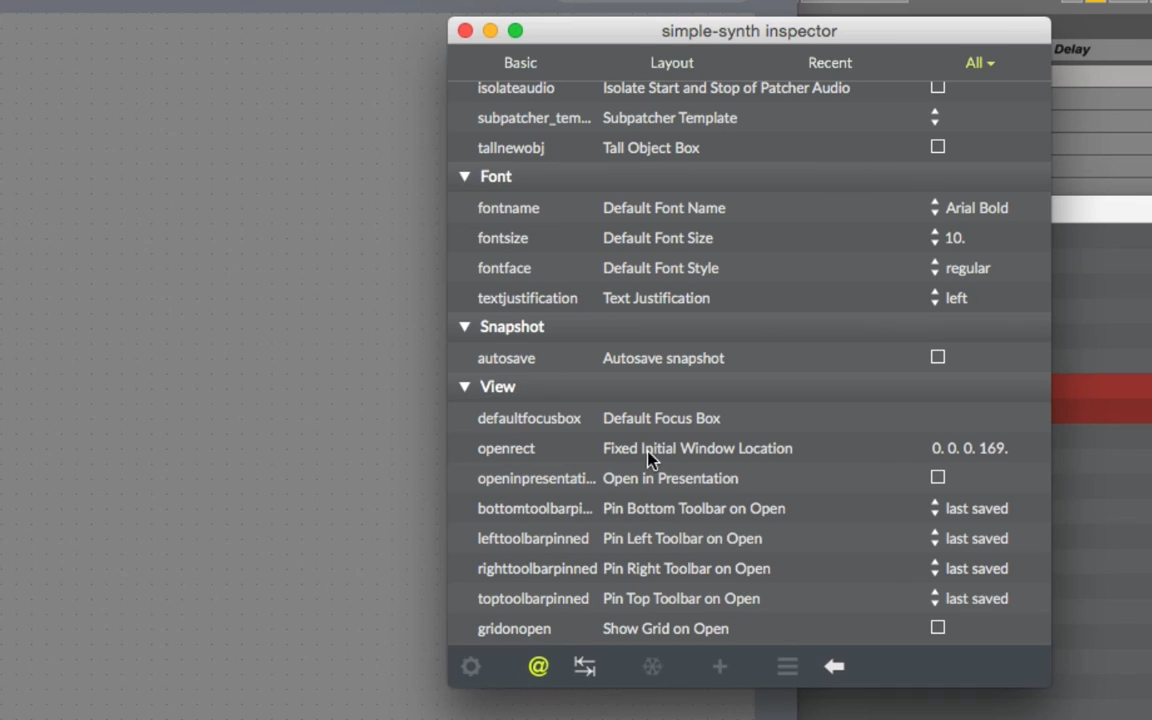 simple-synth inspector
Basic Layout Recent All
Delay
isolateaudio Isolate Start and Stop of Patcher Audio
subpatcher_tem... Subpatcher Template
tallnewobj Tall Object Box
Font
fontname Default Font Name Arial Bold
fontsize Default Font Size 10.
fontface Default Font Style regular
textjustification Text Justification left
Snapshot
autosave Autosave snapshot
View
defaultfocusbox Default Focus Box
openrect Fixed Initial Window Location 0. 0. 0. 169.
openinpresentati... Open in Presentation
bottomtoolbarpi... Pin Bottom Toolbar on Open last saved
lefttoolbarpinned Pin Left Toolbar on Open last saved
righttoolbarpinned Pin Right Toolbar on Open last saved
toptoolbarpinned Pin Top Toolbar on Open last saved
gridonopen Show Grid on Open
@